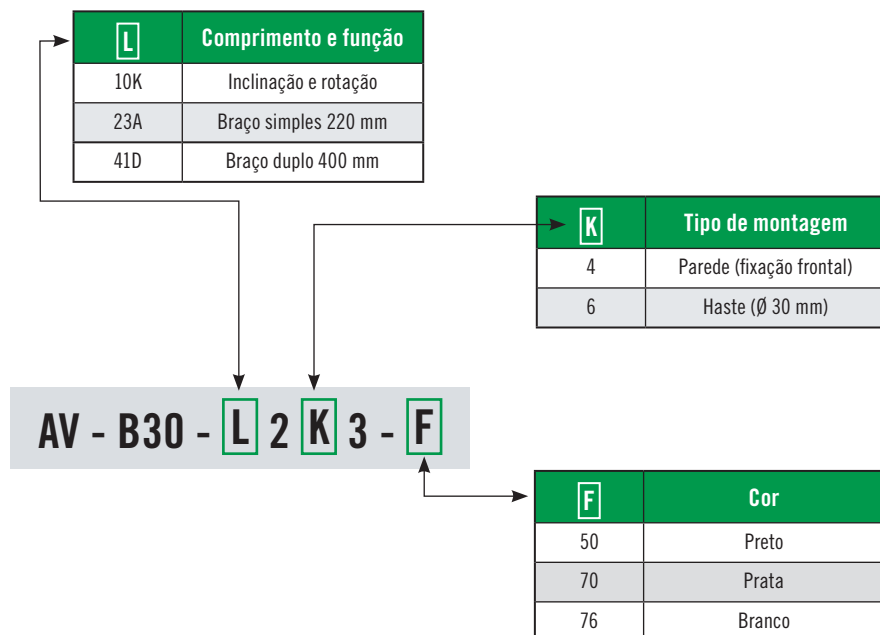 L Comprimento e função
10K Inclinação e rotação
23A Braço simples 220 mm
41D Braço duplo 400 mm
K Tipo de montagem
4 Parede (fixação frontal)
6 Haste (Ø 30 mm)
AV - B30 - L 2 K 3 - F
F Cor
50 Preto
70 Prata
76 Branco